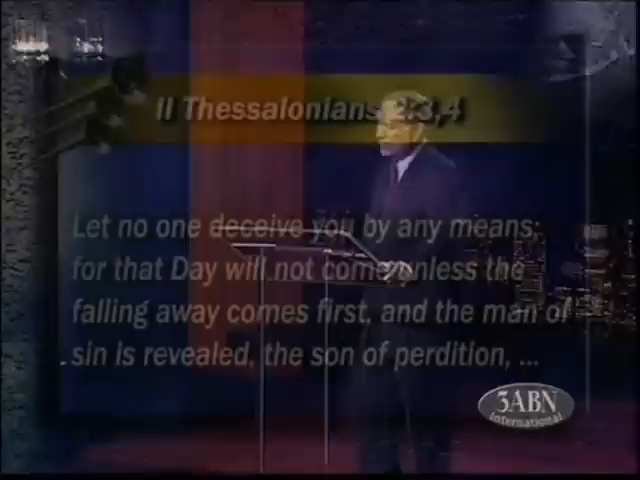 II Thessalonians 2:3,4
Let no one deceive you by any means;
for that Day will not come unless the
falling away comes first, and the man of
sin is revealed, the son of perdition, ...
3ABN
International